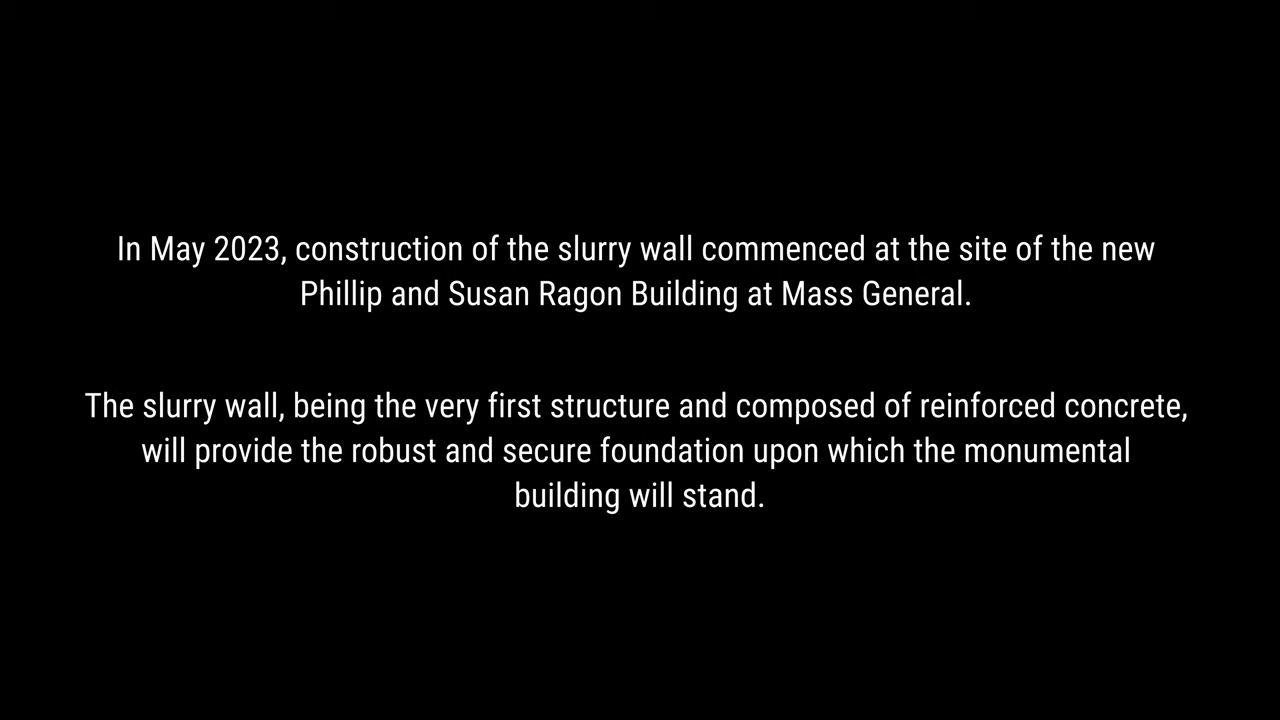 In May 2023, construction of the slurry wall commenced at the site of the new
Phillip and Susan Ragon Building at Mass General.
The slurry wall, being the very first structure and composed of reinforced concrete,
will provide the robust and secure foundation upon which the monumental
building will stand.